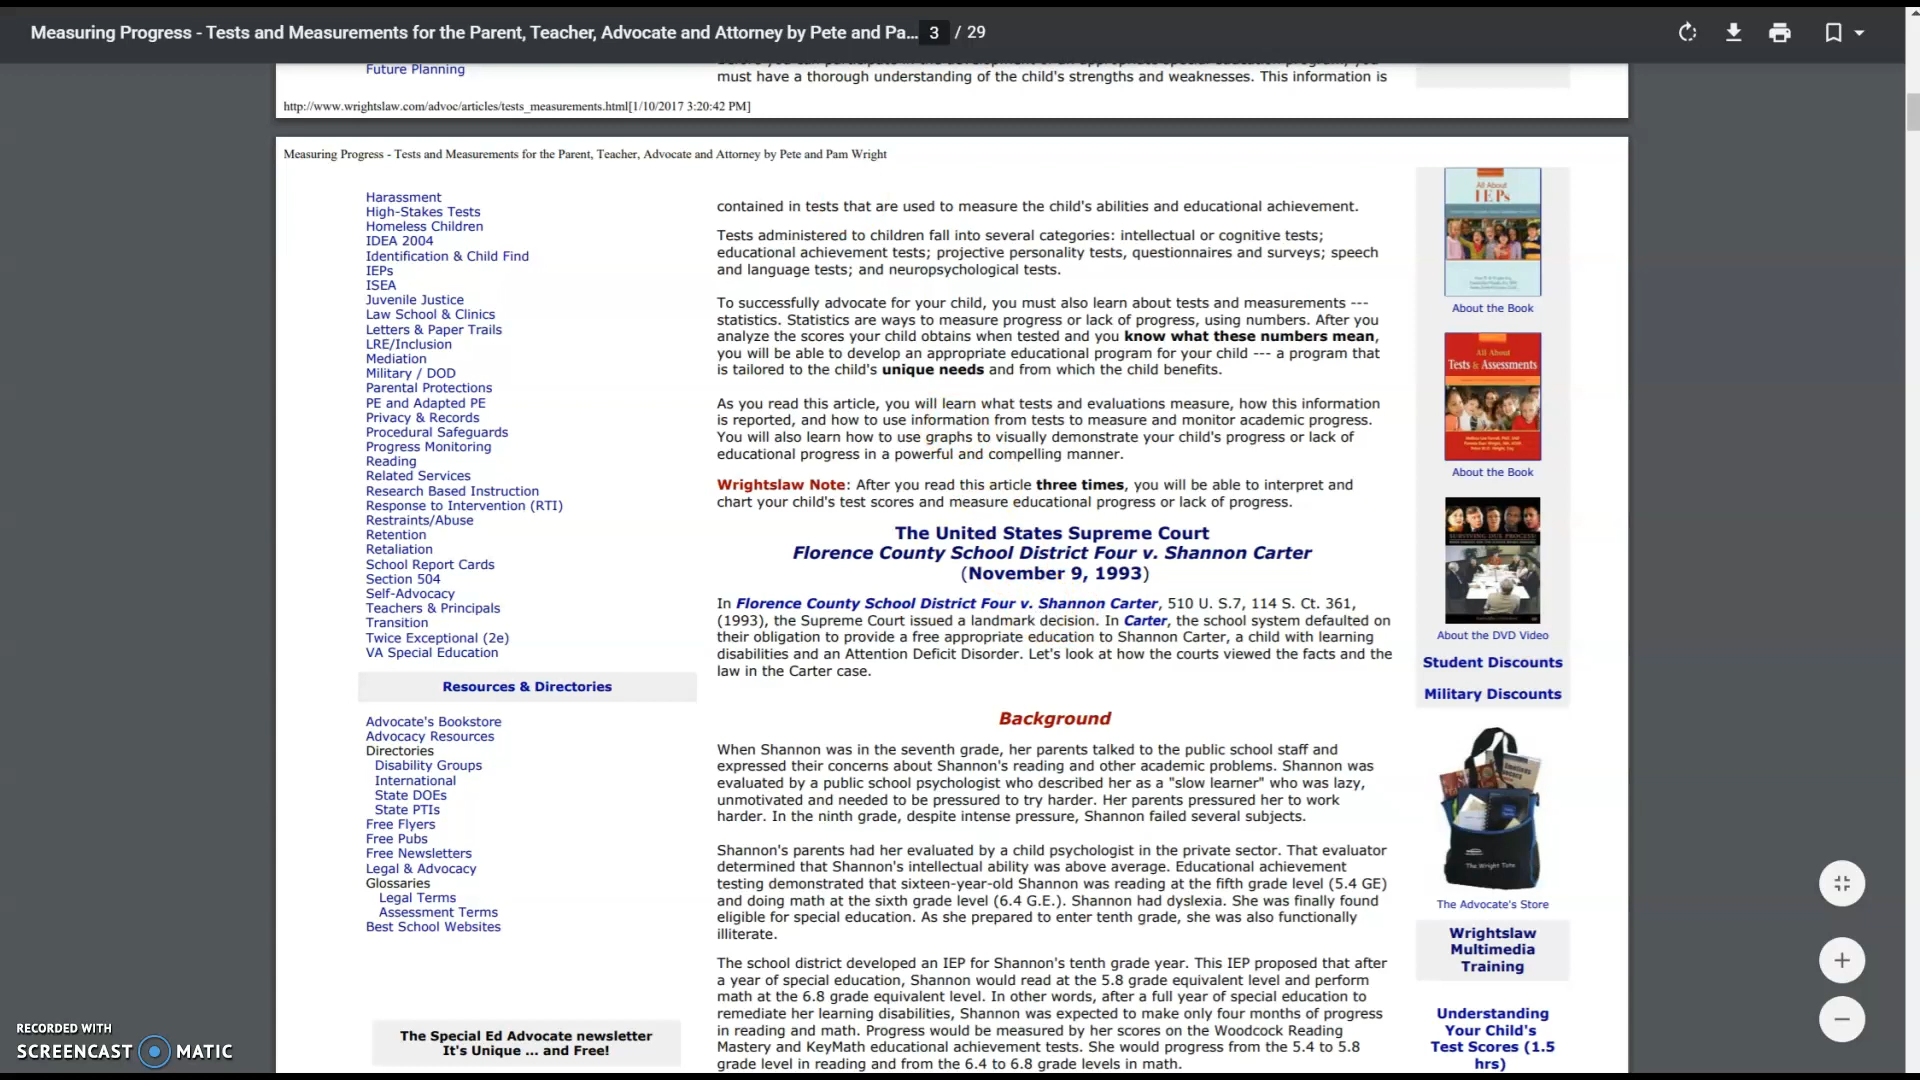 Measuring Progress - Tests and Measurements for the Parent, Teacher, Advocate and Attorney by Pete and Pa... 3 / 29
Future Planning
must have a thorough understanding of the child's strengths and weaknesses. This information is
http://www.wrightslaw.com/advoc/articles/tests_measurements.html[1/10/2017 3:20:42 PM]
Measuring Progress - Tests and Measurements for the Parent, Teacher, Advocate and Attorney by Pete and Pam Wright
Harassment
High-Stakes Tests
Homeless Children
IDEA 2004
Identification & Child Find
IEPs
ISEA
Juvenile Justice
Law School & Clinics
Letters & Paper Trails
LRE/Inclusion
Mediation
Military / DOD
Parental Protections
PE and Adapted PE
Privacy & Records
Procedural Safeguards
Progress Monitoring
Reading
Related Services
Research Based Instruction
Response to Intervention (RTI)
Restraints/Abuse
Retention
Retaliation
School Report Cards
Section 504
Self-Advocacy
Teachers & Principals
Transition
Twice Exceptional (2e)
VA Special Education
Resources & Directories
Advocate's Bookstore
Advocacy Resources
Directories
Disability Groups
International
State DOEs
State PTIs
Free Flyers
Free Pubs
Free Newsletters
Legal & Advocacy
Glossaries
Legal Terms
Assessment Terms
Best School Websites
The Special Ed Advocate newsletter
It's Unique ... and Free!
contained in tests that are used to measure the child's abilities and educational achievement.
Tests administered to children fall into several categories: intellectual or cognitive tests;
educational achievement tests; projective personality tests, questionnaires and surveys; speech
and language tests; and neuropsychological tests.
To successfully advocate for your child, you must also learn about tests and measurements ---
statistics. Statistics are ways to measure progress or lack of progress, using numbers. After you
analyze the scores your child obtains when tested and you know what these numbers mean,
you will be able to develop an appropriate educational program for your child --- a program that
is tailored to the child's unique needs and from which the child benefits.
As you read this article, you will learn what tests and evaluations measure, how this information
is reported, and how to use information from tests to measure and monitor academic progress.
You will also learn how to use graphs to visually demonstrate your child's progress or lack of
educational progress in a powerful and compelling manner.
Wrightslaw Note: After you read this article three times, you will be able to interpret and
chart your child's test scores and measure educational progress or lack of progress.
The United States Supreme Court
Florence County School District Four v. Shannon Carter
(November 9, 1993)
In Florence County School District Four v. Shannon Carter, 510 U. S.7, 114 S. Ct. 361,
(1993), the Supreme Court issued a landmark decision. In Carter, the school system defaulted on
their obligation to provide a free appropriate education to Shannon Carter, a child with learning
disabilities and an Attention Deficit Disorder. Let's look at how the courts viewed the facts and the
law in the Carter case.
Background
When Shannon was in the seventh grade, her parents talked to the public school staff and
expressed their concerns about Shannon's reading and other academic problems. Shannon was
evaluated by a public school psychologist who described her as a "slow learner" who was lazy,
unmotivated and needed to be pressured to try harder. Her parents pressured her to work
harder. In the ninth grade, despite intense pressure, Shannon failed several subjects.
Shannon's parents had her evaluated by a child psychologist in the private sector. That evaluator
determined that Shannon's intellectual ability was above average. Educational achievement
testing demonstrated that sixteen-year-old Shannon was reading at the fifth grade level (5.4 GE)
and doing math at the sixth grade level (6.4 G.E.). Shannon had dyslexia. She was finally found
eligible for special education. As she prepared to enter tenth grade, she was also functionally
illiterate.
The school district developed an IEP for Shannon's tenth grade year. This IEP proposed that after
a year of special education, Shannon would read at the 5.8 grade equivalent level and perform
math at the 6.8 grade equivalent level. In other words, after a full year of special education to
remediate her learning disabilities, Shannon was expected to make only four months of progress
in reading and math. Progress would be measured by her scores on the Woodcock Reading
Mastery and KeyMath educational achievement tests. She would progress from the 5.4 to 5.8
grade level in reading and from the 6.4 to 6.8 grade levels in math.
All About
IEPs
About the Book
All About
Tests & Assessments
About the Book
SURVIVING DUE PROCESS
About the DVD Video
Student Discounts
Military Discounts
The Wright Tote
The Advocate's Store
Wrightslaw
Multimedia
Training
Understanding
Your Child's
Test Scores (1.5
hrs)
RECORDED WITH
SCREENCAST MATIC